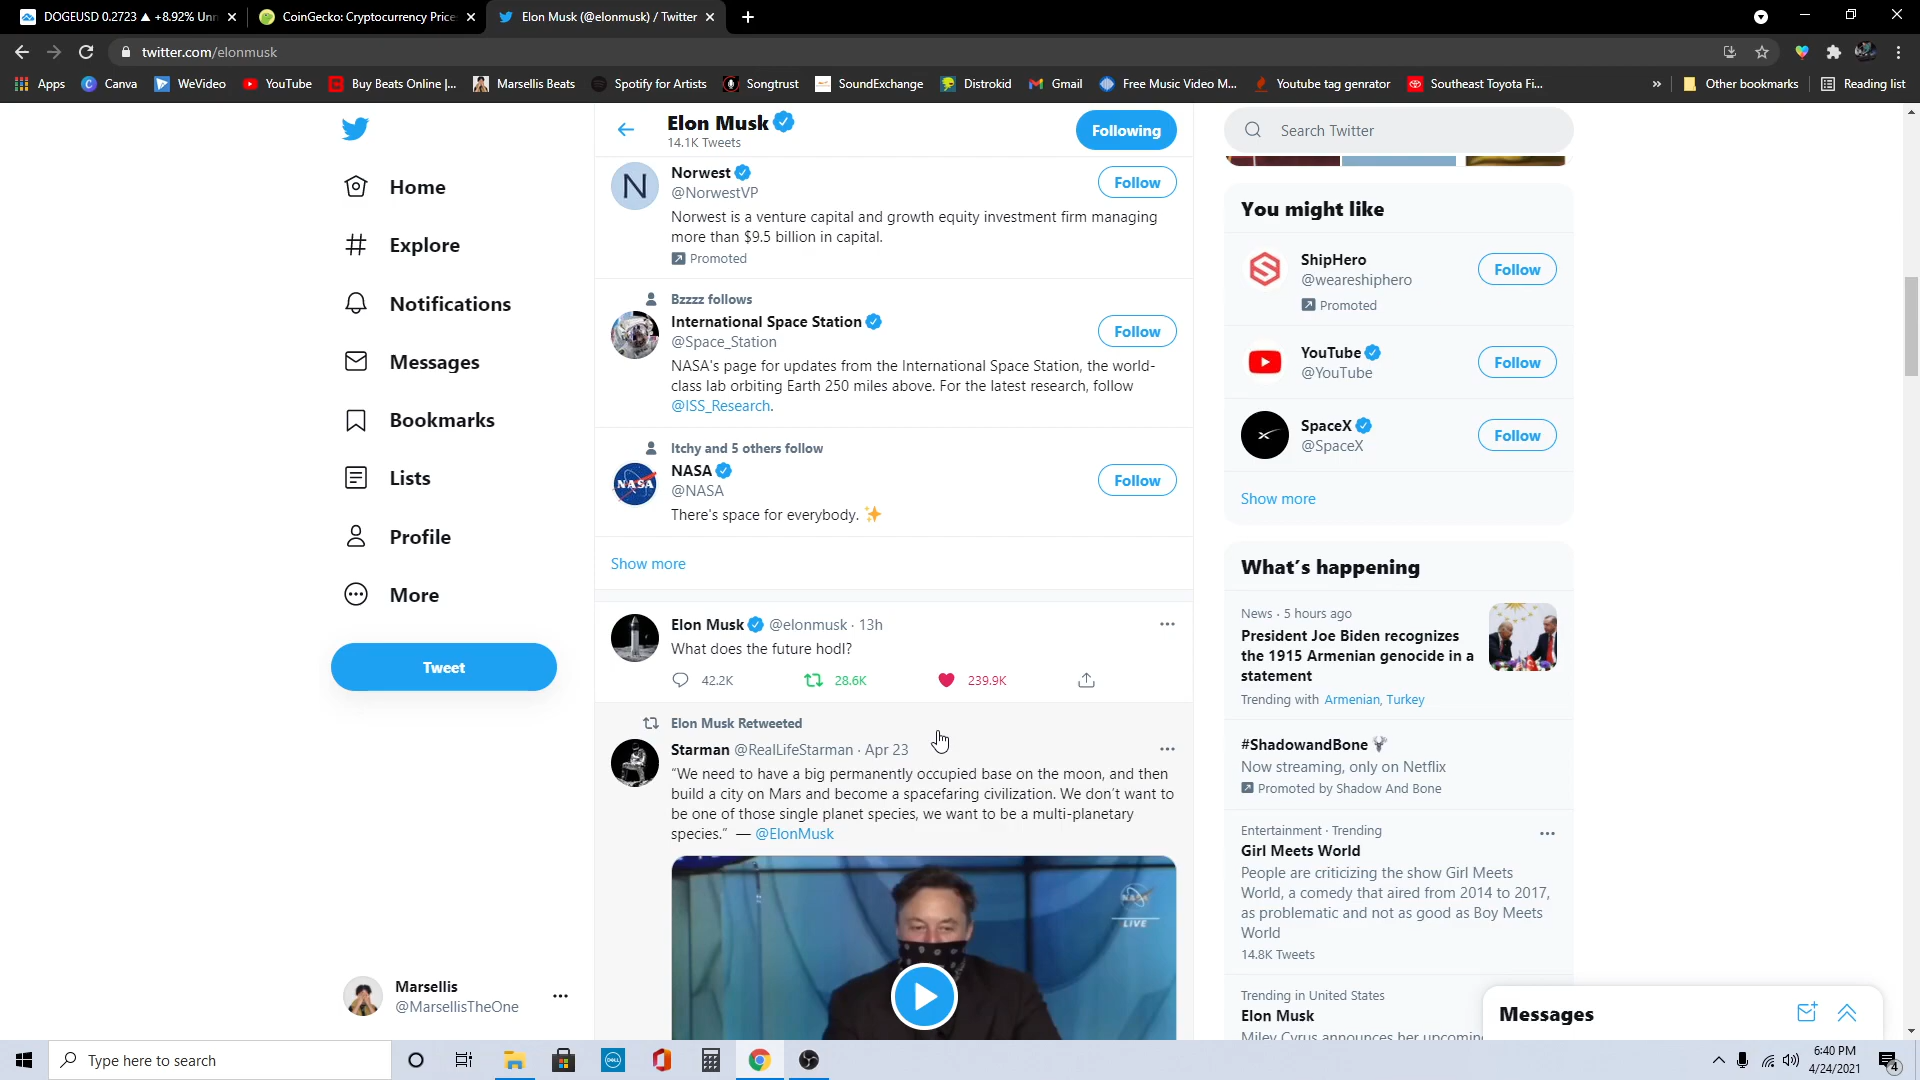 DOGEUSD 0.2723 ▲ +8.92% Unn
CoinGecko: Cryptocurrency Price
Elon Musk (@elonmusk) / Twitter
twitter.com/elonmusk
Apps
Canva
WeVideo
YouTube
Buy Beats Online |...
Marsellis Beats
Spotify for Artists
Songtrust
SoundExchange
Distrokid
Gmail
Free Music Video M...
Youtube tag genrator
Southeast Toyota Fi...
»
Other bookmarks
Reading list
Home
Explore
Notifications
Messages
Bookmarks
Lists
Profile
More
Tweet
Marsellis
@MarsellisTheOne
Elon Musk
14.1K Tweets
Following
N
Norwest
@NorwestVP
Follow
Norwest is a venture capital and growth equity investment firm managing
more than $9.5 billion in capital.
Promoted
Bzzzz follows
International Space Station
@Space_Station
Follow
NASA's page for updates from the International Space Station, the world-
class lab orbiting Earth 250 miles above. For the latest research, follow
@ISS_Research.
Itchy and 5 others follow
NASA
NASA
@NASA
Follow
There's space for everybody. ✨
Show more
Elon Musk @elonmusk · 13h
What does the future hodl?
42.2K 28.6K 239.9K
Elon Musk Retweeted
Starman @RealLifeStarman · Apr 23
“We need to have a big permanently occupied base on the moon, and then
build a city on Mars and become a spacefaring civilization. We don’t want to
be one of those single planet species, we want to be a multi-planetary
species.” — @ElonMusk
NASA
LIVE
Search Twitter
You might like
ShipHero
@weareshiphero
Promoted
Follow
YouTube
@YouTube
Follow
SpaceX
@SpaceX
Follow
Show more
What’s happening
News · 5 hours ago
President Joe Biden recognizes
the 1915 Armenian genocide in a
statement
Trending with Armenian, Turkey
#ShadowandBone
Now streaming, only on Netflix
Promoted by Shadow And Bone
Entertainment · Trending
Girl Meets World
People are criticizing the show Girl Meets
World, a comedy that aired from 2014 to 2017,
as problematic and not as good as Boy Meets
World
14.8K Tweets
Trending in United States
Elon Musk
Miley Cyrus announces her upcoming
Messages
Type here to search
DELL
6:40 PM
4/24/2021
4